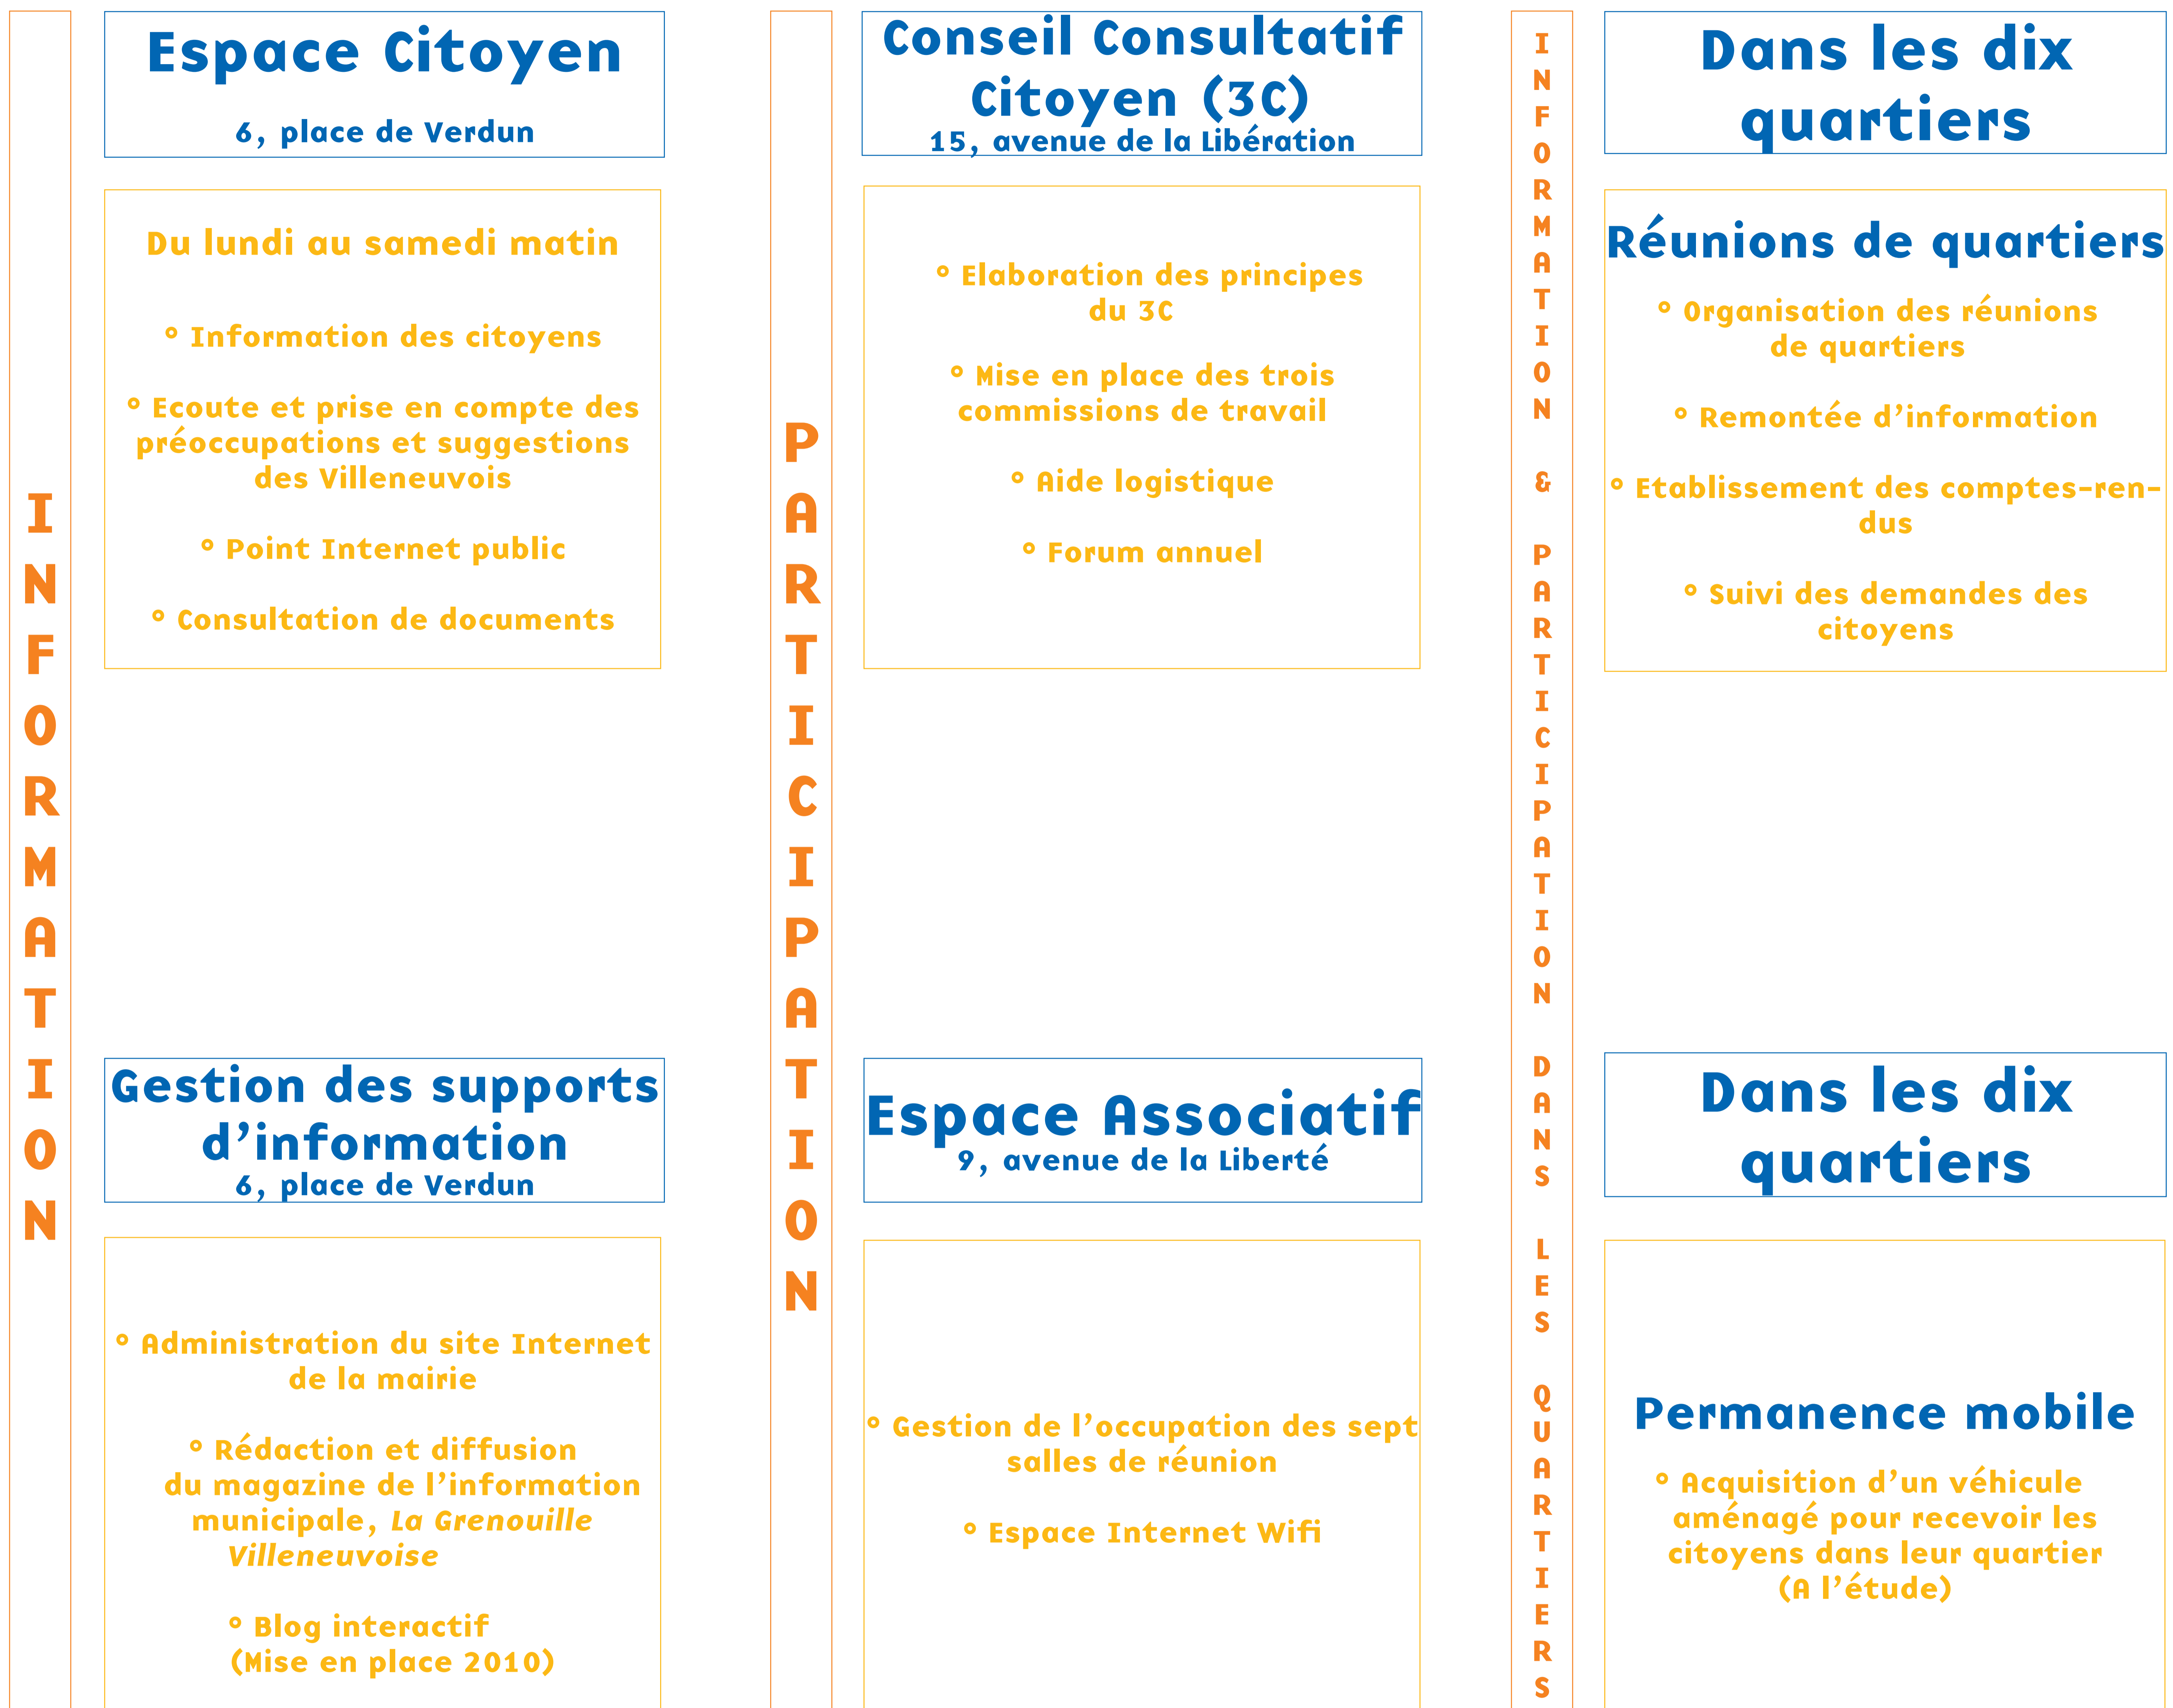 INFORMATION
Espace Citoyen
6, place de Verdun
Du lundi au samedi matin
° Information des citoyens
° Ecoute et prise en compte des
préoccupations et suggestions
des Villeneuvois
° Point Internet public
° Consultation de documents
Gestion des supports
d’information
6, place de Verdun
° Administration du site Internet
de la mairie
° Rédaction et diffusion
du magazine de l’information
municipale, La Grenouille
Villeneuvoise
° Blog interactif
(Mise en place 2010)
PARTICIPATION
Conseil Consultatif
Citoyen (3C)
15, avenue de la Libération
° Elaboration des principes
du 3C
° Mise en place des trois
commissions de travail
° Aide logistique
° Forum annuel
Espace Associatif
9, avenue de la Liberté
° Gestion de l’occupation des sept
salles de réunion
° Espace Internet Wifi
INFORMATION & PARTICIPATION DANS LES QUARTIERS
Dans les dix
quartiers
Réunions de quartiers
° Organisation des réunions
de quartiers
° Remontée d’information
° Etablissement des comptes-ren-
dus
° Suivi des demandes des
citoyens
Dans les dix
quartiers
Permanence mobile
° Acquisition d’un véhicule
aménagé pour recevoir les
citoyens dans leur quartier
(A l’étude)